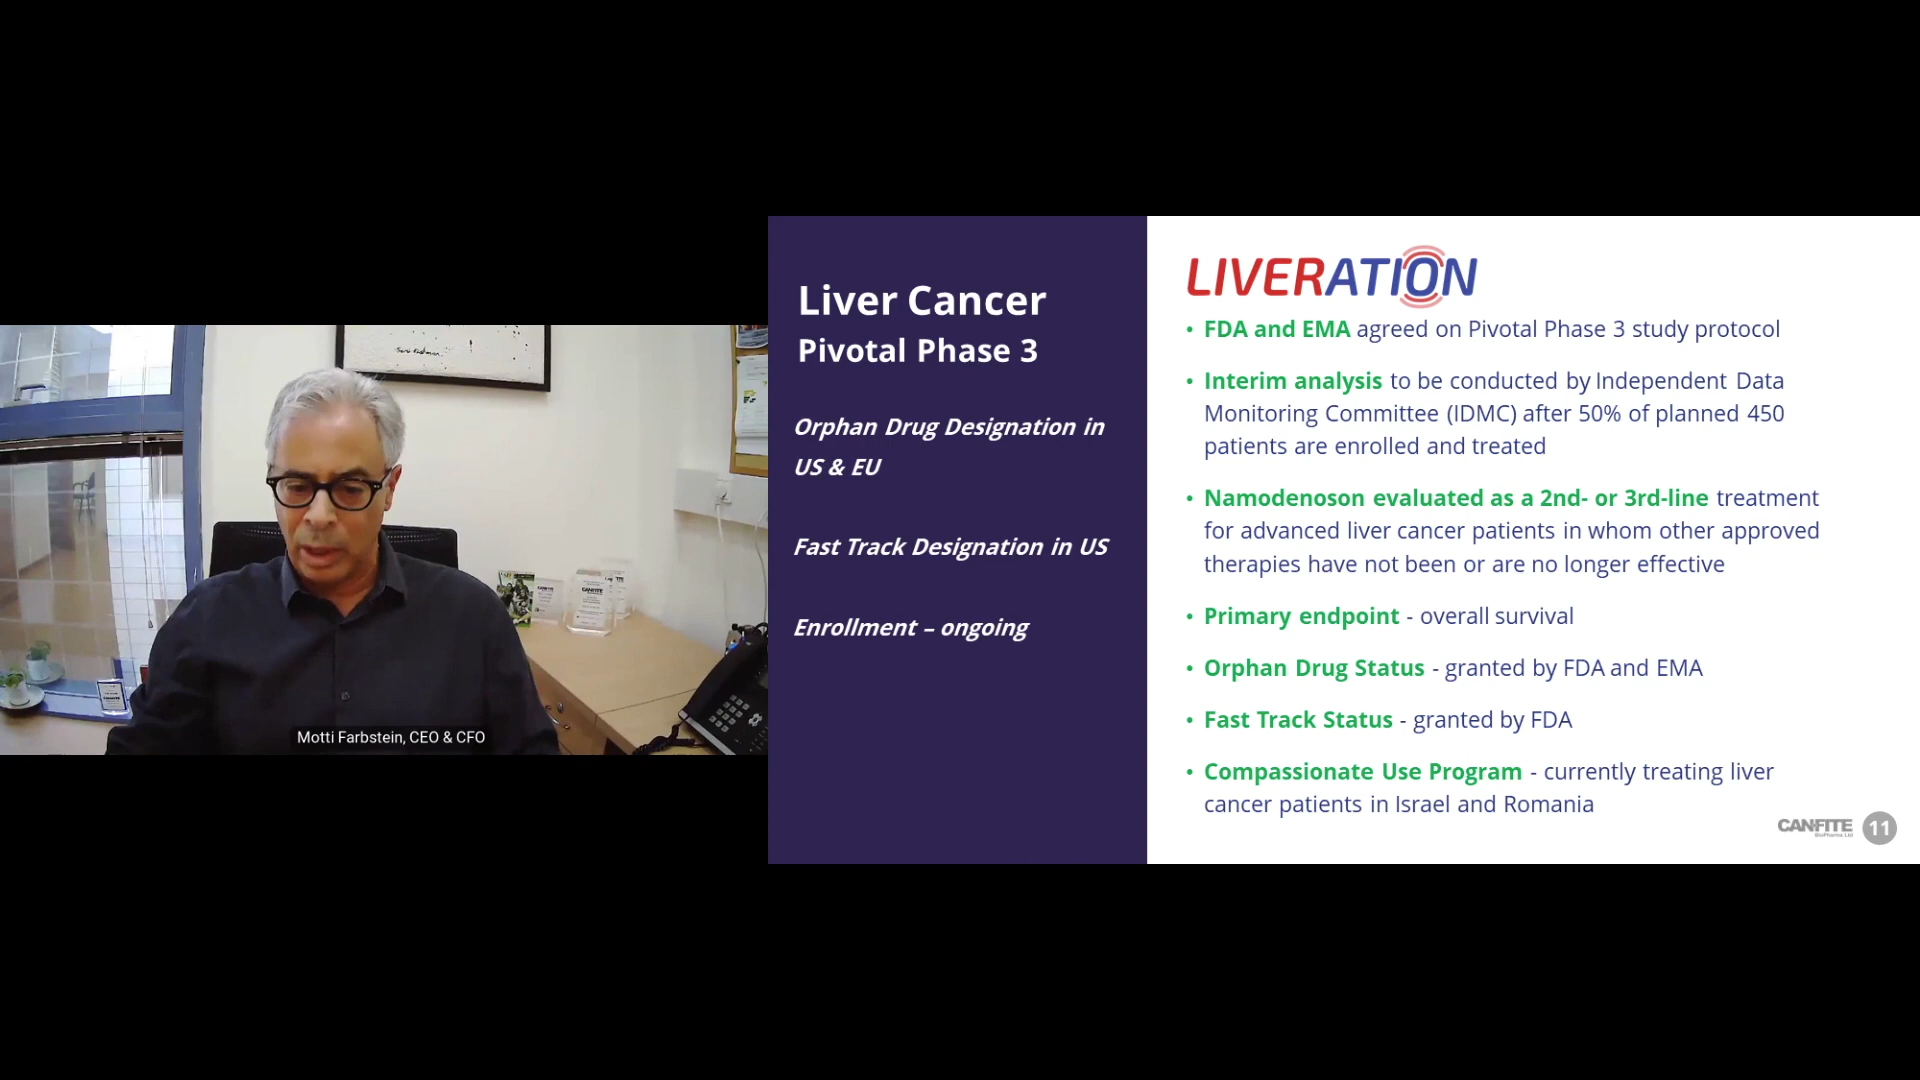 Motti Farbstein, CEO & CFO
Liver Cancer
Pivotal Phase 3
Orphan Drug Designation in
US & EU
Fast Track Designation in US
Enrollment – ongoing
LIVERATION
• FDA and EMA agreed on Pivotal Phase 3 study protocol
• Interim analysis to be conducted by Independent Data
Monitoring Committee (IDMC) after 50% of planned 450
patients are enrolled and treated
• Namodenoson evaluated as a 2nd- or 3rd-line treatment
for advanced liver cancer patients in whom other approved
therapies have not been or are no longer effective
• Primary endpoint - overall survival
• Orphan Drug Status - granted by FDA and EMA
• Fast Track Status - granted by FDA
• Compassionate Use Program - currently treating liver
cancer patients in Israel and Romania
CAN-FITE
BioPharma Ltd
11